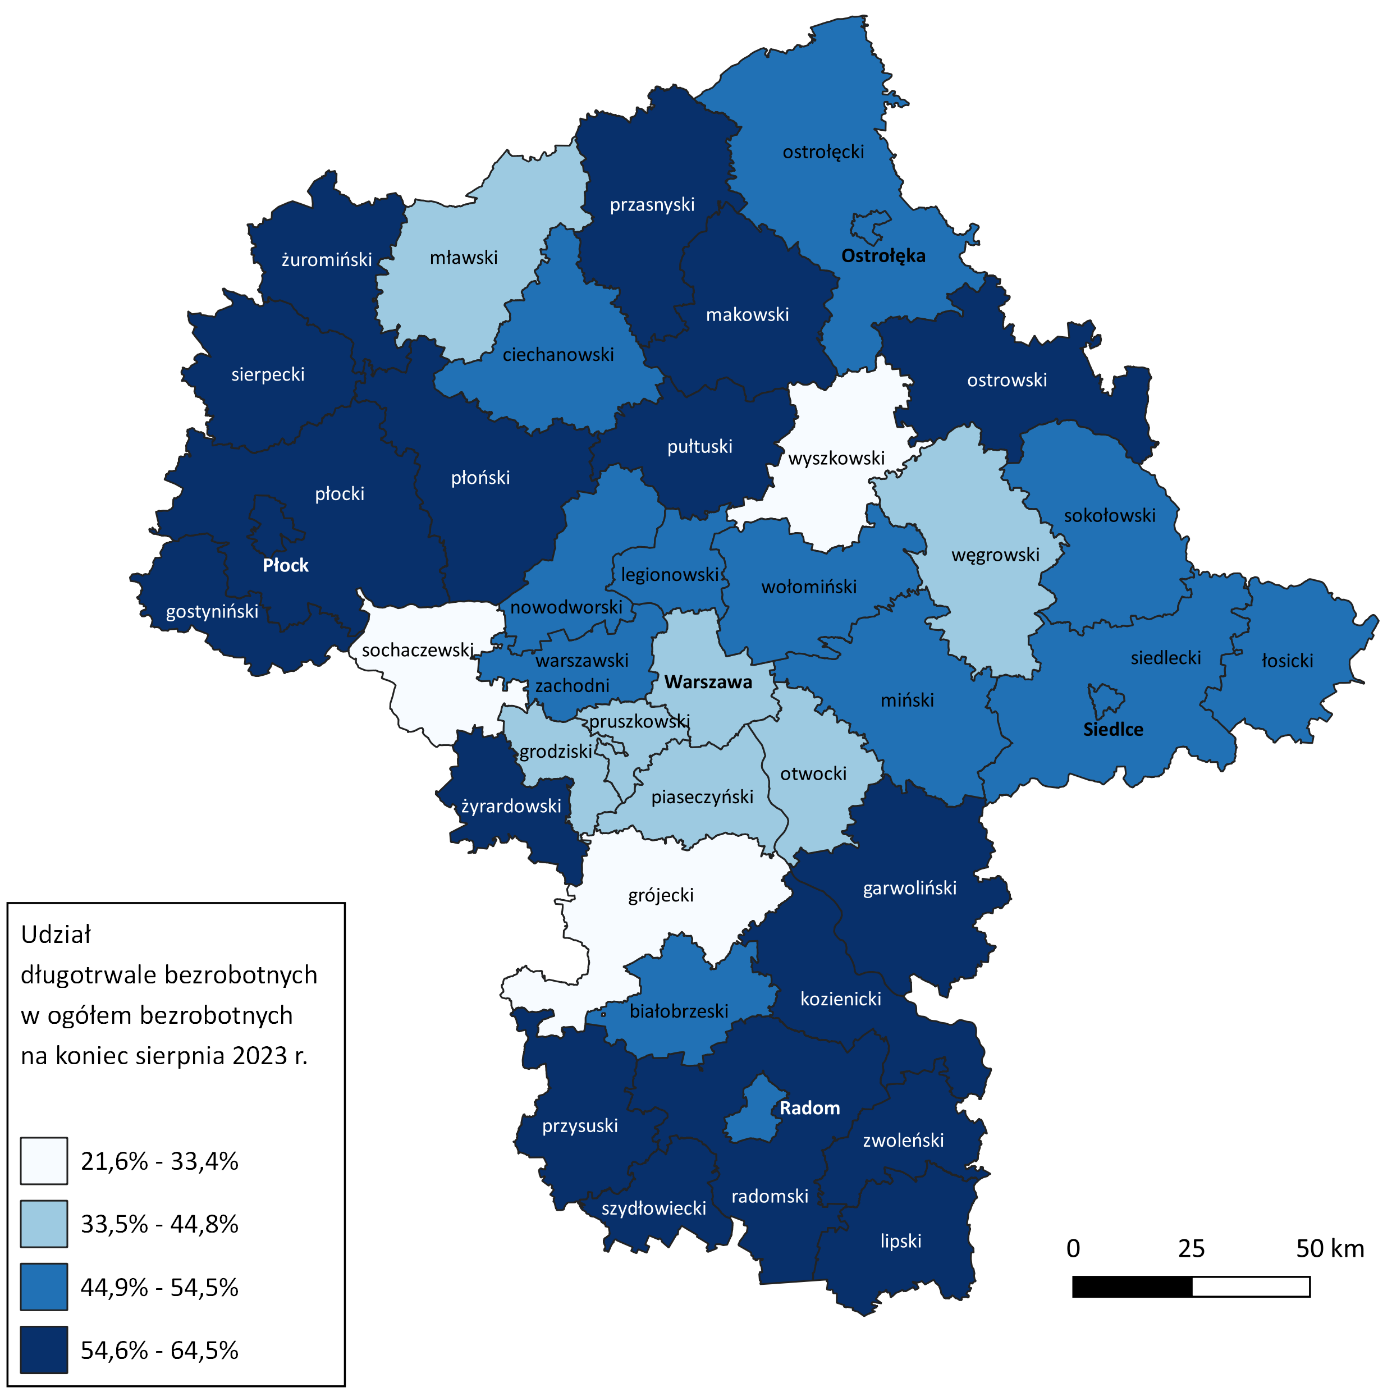 ostrołęcki
przasnyski
Ostrołęka
żuromiński
mławski
makowski
ciechanowski
sierpecki
ostrowski
pułtuski
wyszkowski
płoński
płocki
sokołowski
węgrowski
Płock
legionowski
wołomiński
gostyniński
nowodworski
sochaczewski
warszawski
zachodni
siedlecki
łosicki
Warszawa
miński
pruszkowski
Siedlce
grodziski
otwocki
piaseczyński
żyrardowski
garwoliński
grójecki
kozienicki
białobrzeski
Radom
przysuski
zwoleński
radomski
szydłowiecki
lipski
Udział
długotrwale bezrobotnych
w ogółem bezrobotnych
na koniec sierpnia 2023 r.
21,6% - 33,4%
33,5% - 44,8%
44,9% - 54,5%
54,6% - 64,5%
0 25 50 km